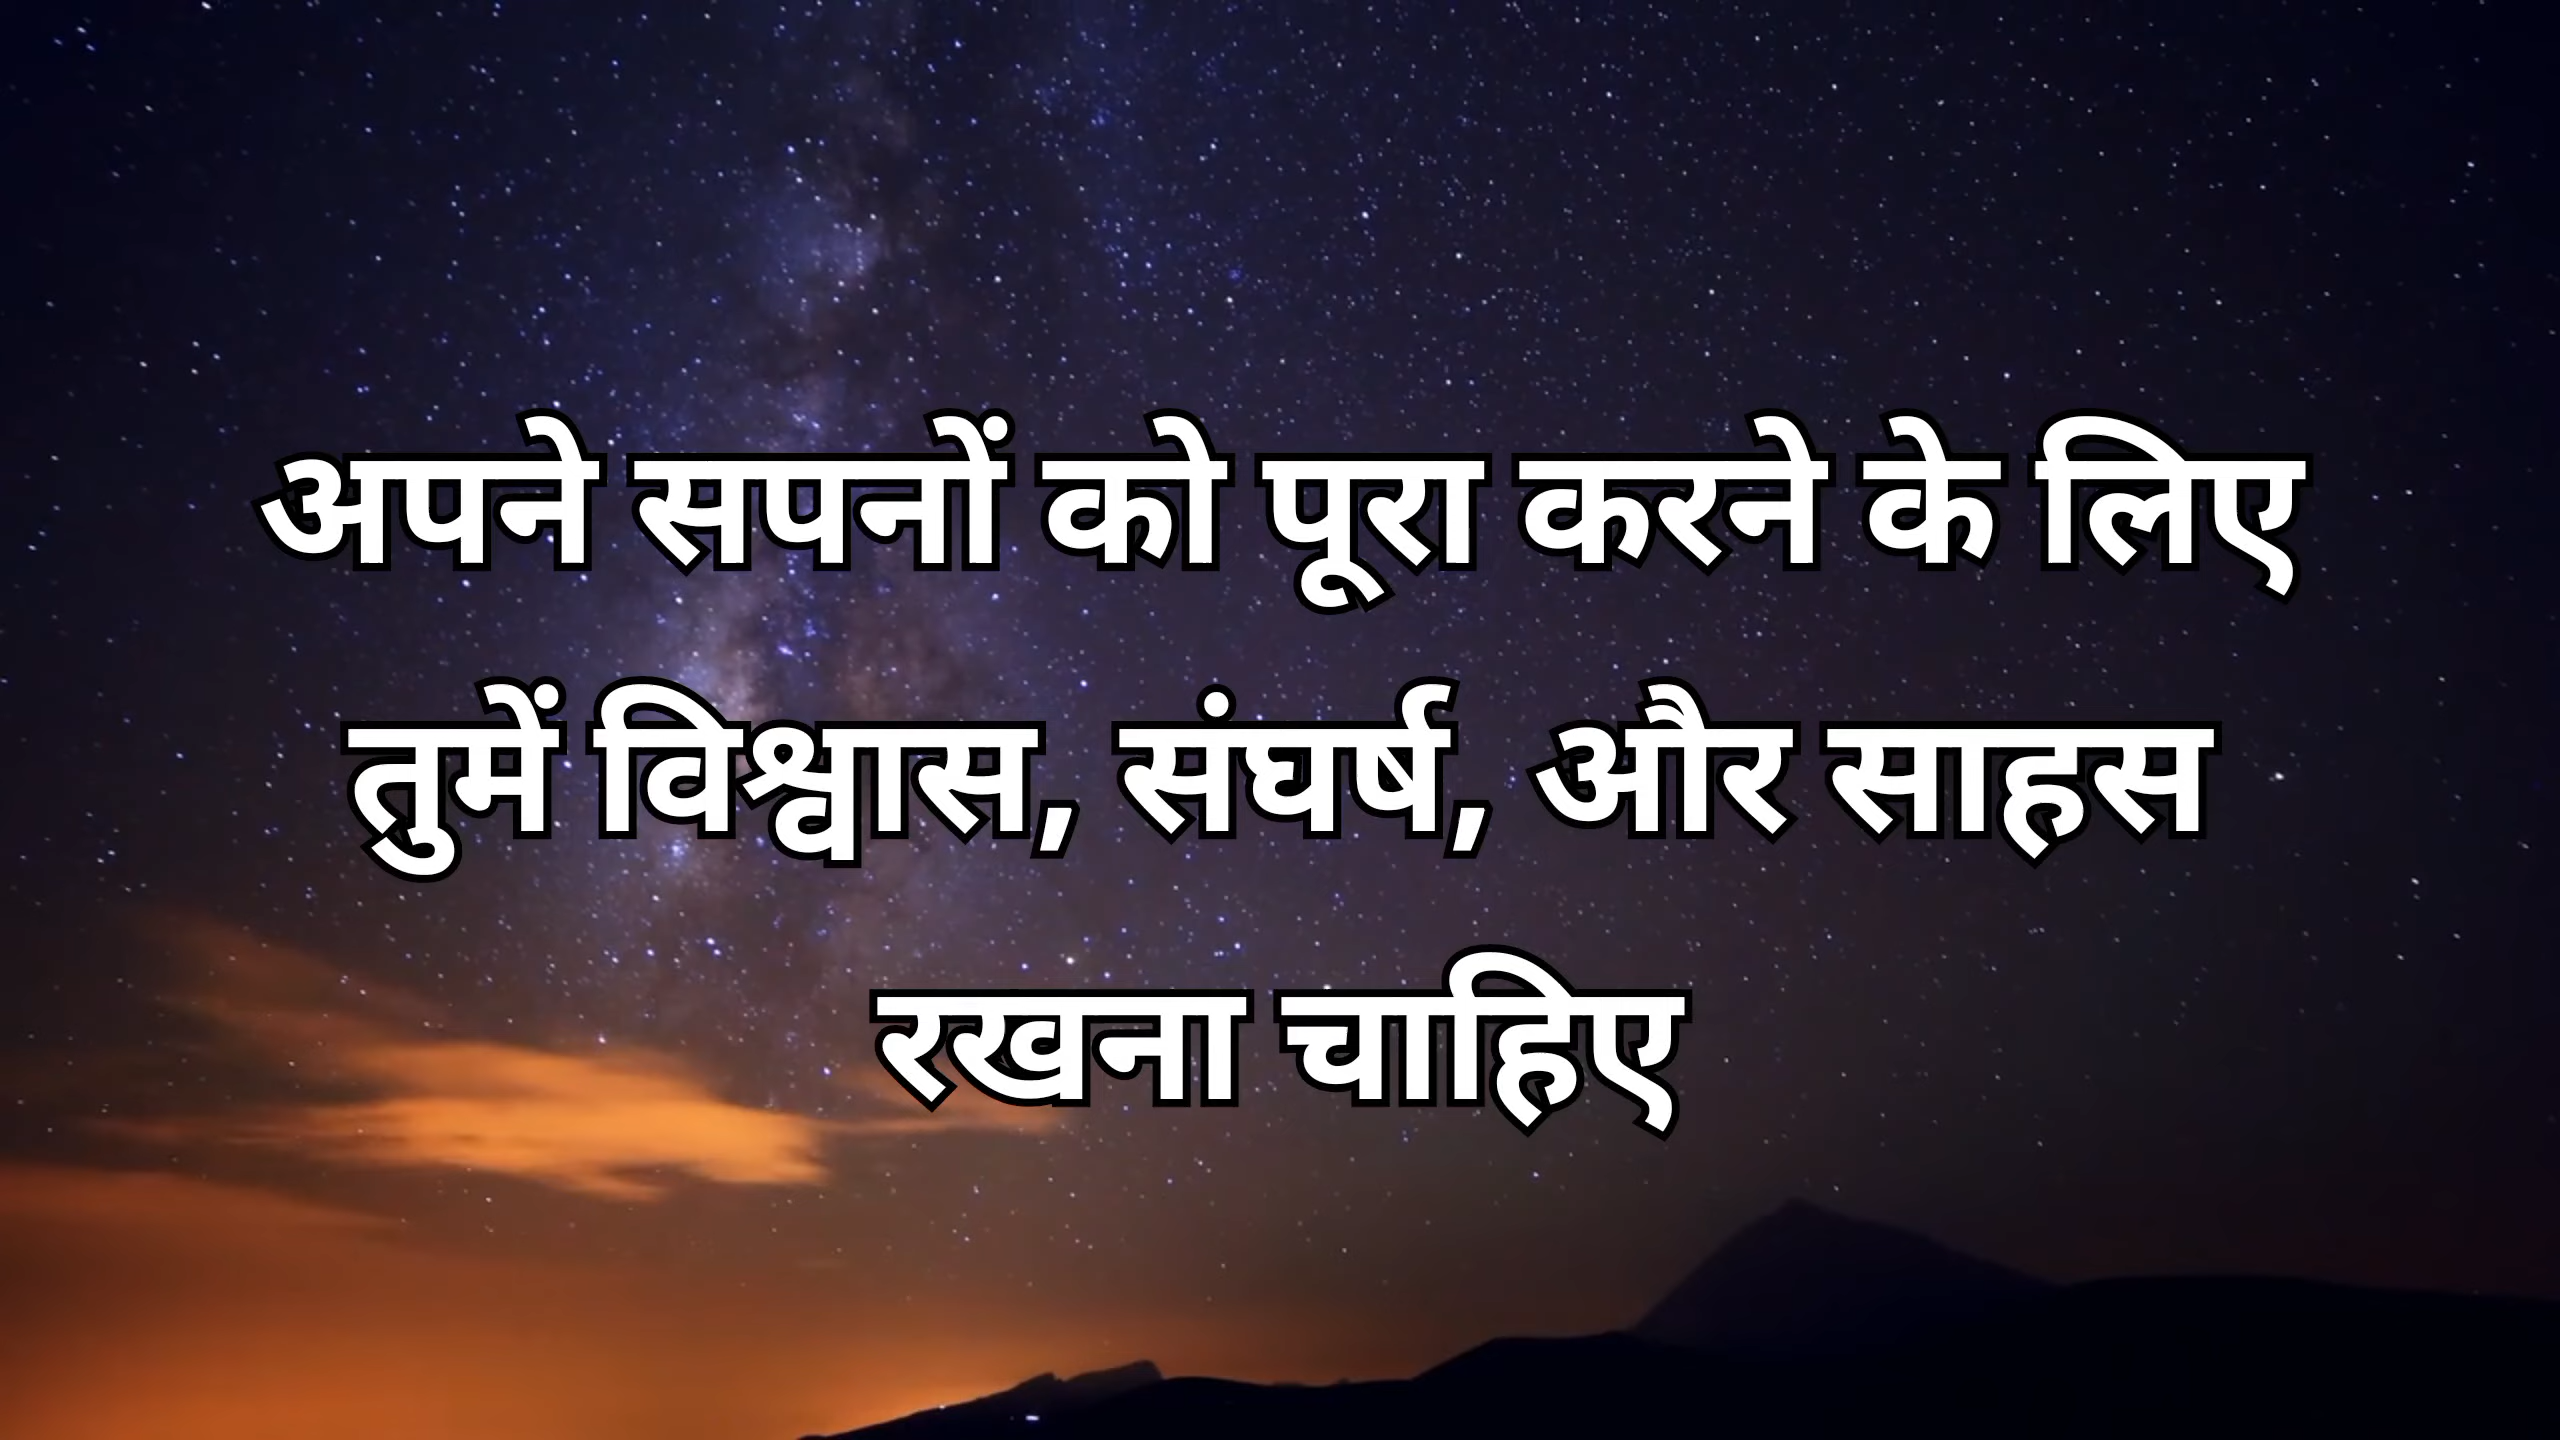 अपने सपनों को पूरा करने के लिए
तुमें विश्वास, संघर्ष, और साहस
रखना चाहिए